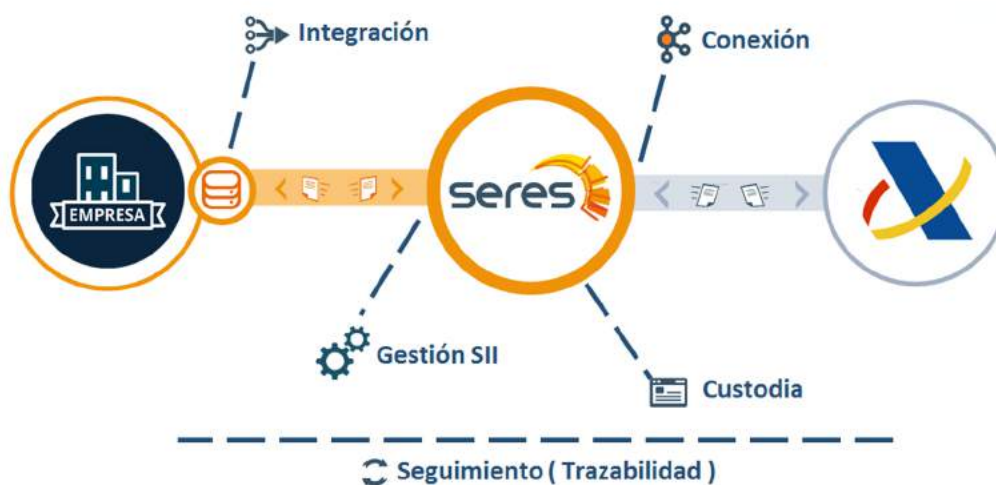 Integración
Conexión
EMPRESA
seres
Gestión SII
Custodia
Seguimiento ( Trazabilidad )